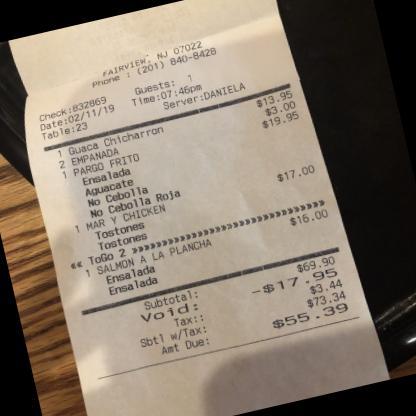 FAIRVIEW, NJ 07022
Phone : (201) 840-8428
Guests: 1
Check:832869
Date:02/11/19 Time:07:46pm
Table:23 Server:DANIELA
1 Guaca Chicharron $13.95
2 EMPANADA $3.00
1 PARGO FRITO $19.95
Ensalada
Aguacate
No Cebolla
No Cebolla Roja
1 MAR Y CHICKEN $17.00
Tostones
Tostones
«« ToGo 2 »»»»»»»»»»»»»»»»»»
1 SALMON A LA PLANCHA $16.00
Ensalada
Ensalada
Subtotal: $69.90
Void: -$17.95
Tax:: $3.44
Sbtl w/Tax: $73.34
Amt Due: $55.39